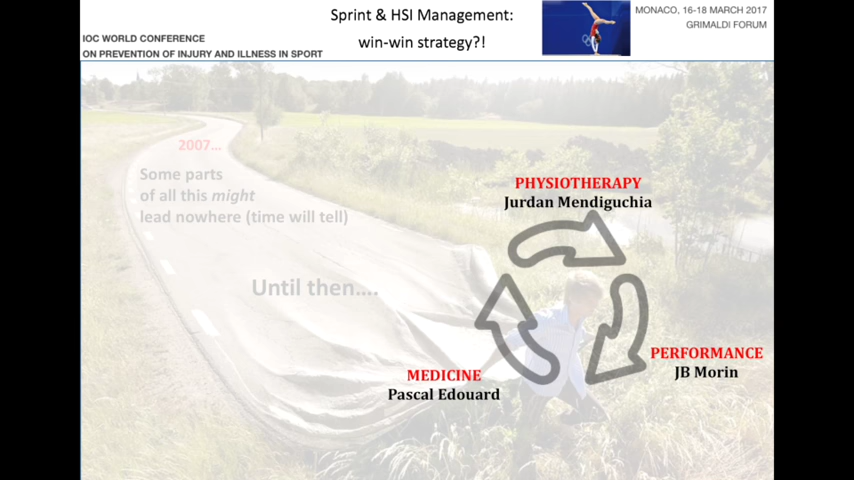 Sprint & HSI Management:
win-win strategy?!
MONACO, 16-18 MARCH 2017
GRIMALDI FORUM
IOC WORLD CONFERENCE
ON PREVENTION OF INJURY AND ILLNESS IN SPORT
2007...
Some parts
of all this might
lead nowhere (time will tell)
Until then....
PHYSIOTHERAPY
Jurdan Mendiguchia
PERFORMANCE
JB Morin
MEDICINE
Pascal Edouard